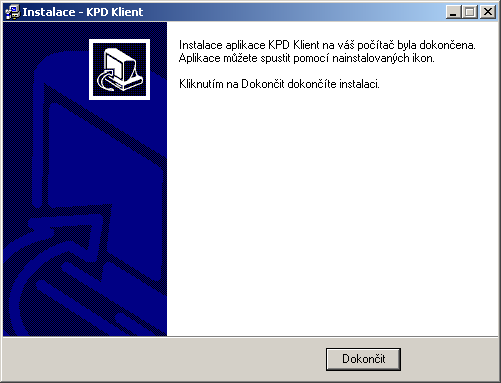 Instalace - KPD Klient
Instalace aplikace KPD Klient na váš počítač byla dokončena.
Aplikace můžete spustit pomocí nainstalovaných ikon.
Kliknutím na Dokončit dokončíte instalaci.
Dokončit